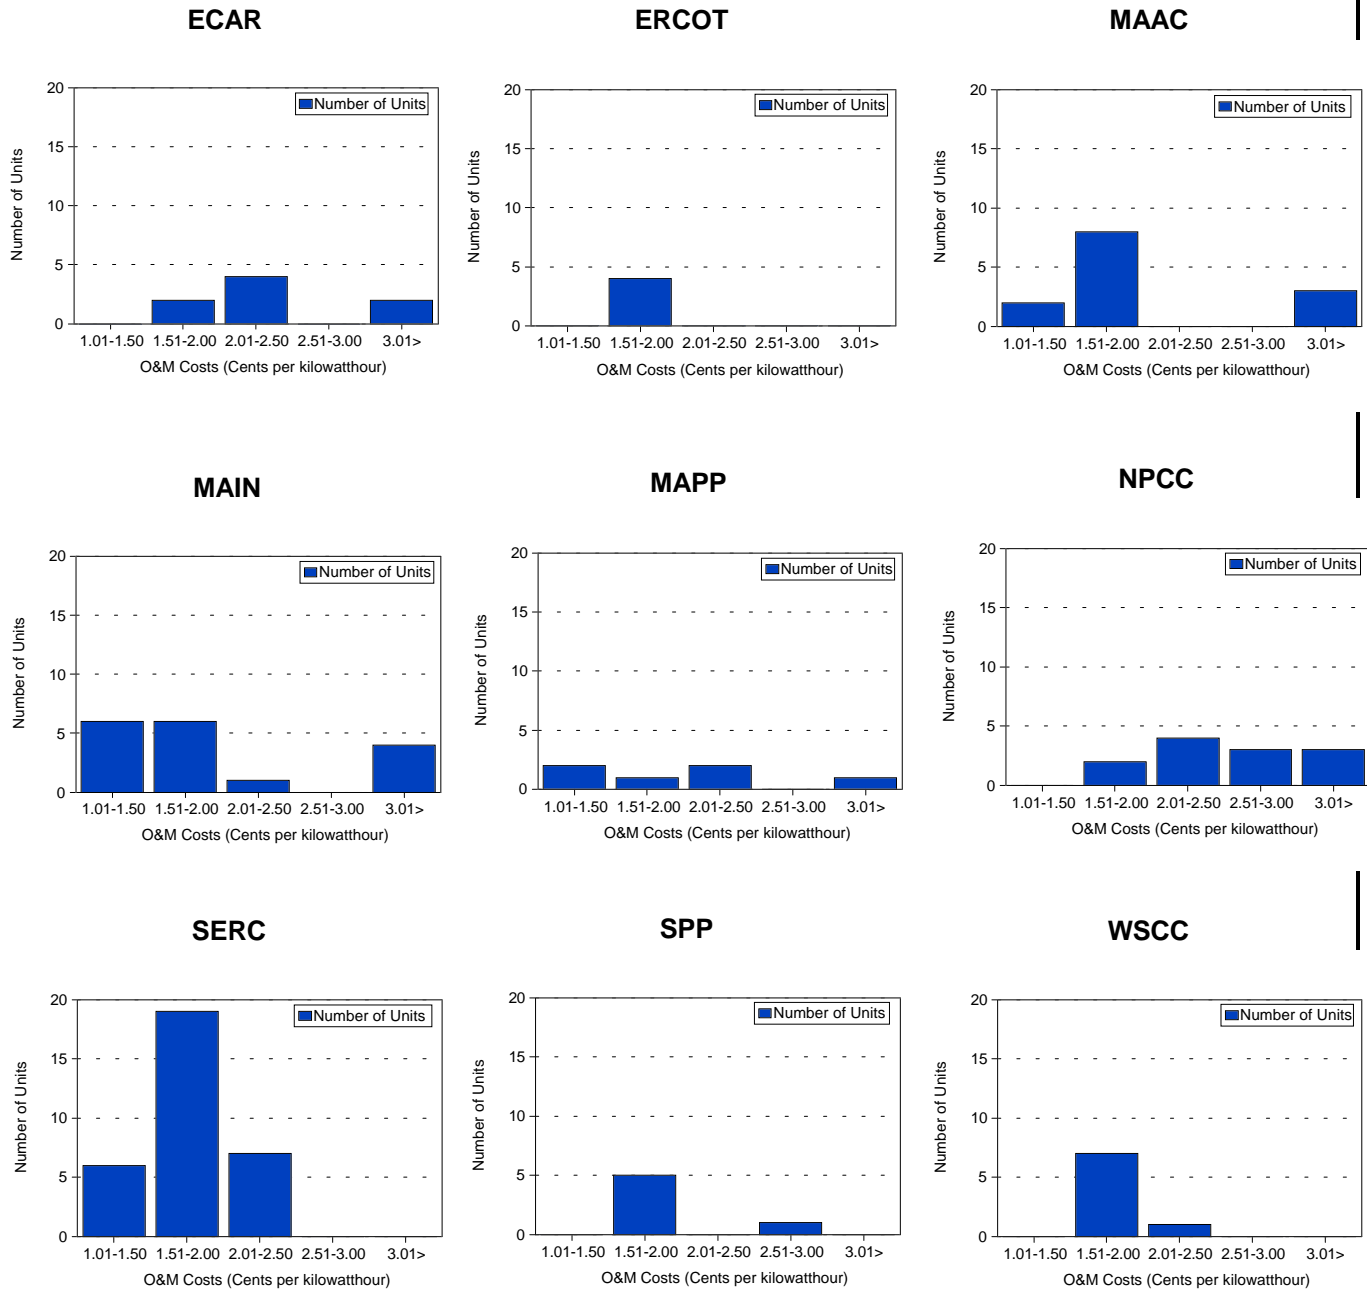 ECAR
20
15
10
5
0
Number of Units
Number of Units
1.01-1.50 1.51-2.00 2.01-2.50 2.51-3.00 3.01>
O&M Costs (Cents per kilowatthour)
ERCOT
20
15
10
5
0
Number of Units
Number of Units
1.01-1.50 1.51-2.00 2.01-2.50 2.51-3.00 3.01>
O&M Costs (Cents per kilowatthour)
MAAC
20
15
10
5
0
Number of Units
Number of Units
1.01-1.50 1.51-2.00 2.01-2.50 2.51-3.00 3.01>
O&M Costs (Cents per kilowatthour)
MAIN
20
15
10
5
0
Number of Units
Number of Units
1.01-1.50 1.51-2.00 2.01-2.50 2.51-3.00 3.01>
O&M Costs (Cents per kilowatthour)
MAPP
20
15
10
5
0
Number of Units
Number of Units
1.01-1.50 1.51-2.00 2.01-2.50 2.51-3.00 3.01>
O&M Costs (Cents per kilowatthour)
NPCC
20
15
10
5
0
Number of Units
Number of Units
1.01-1.50 1.51-2.00 2.01-2.50 2.51-3.00 3.01>
O&M Costs (Cents per kilowatthour)
SERC
20
15
10
5
0
Number of Units
Number of Units
1.01-1.50 1.51-2.00 2.01-2.50 2.51-3.00 3.01>
O&M Costs (Cents per kilowatthour)
SPP
20
15
10
5
0
Number of Units
Number of Units
1.01-1.50 1.51-2.00 2.01-2.50 2.51-3.00 3.01>
O&M Costs (Cents per kilowatthour)
WSCC
20
15
10
5
0
Number of Units
Number of Units
1.01-1.50 1.51-2.00 2.01-2.50 2.51-3.00 3.01>
O&M Costs (Cents per kilowatthour)